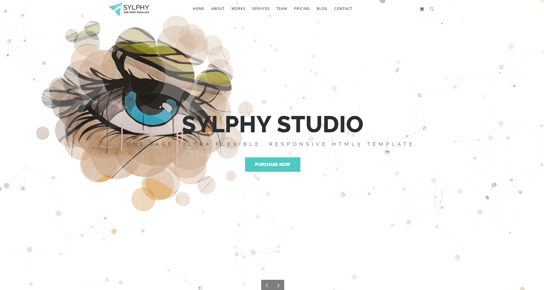 SYLPHY
ONE PAGE PARALLAX
HOME ABOUT WORKS SERVICES TEAM PRICING BLOG CONTACT
SYLPHY STUDIO
ONE PAGE, ULTRA FLEXIBLE, RESPONSIVE HTML5 TEMPLATE
PURCHASE NOW